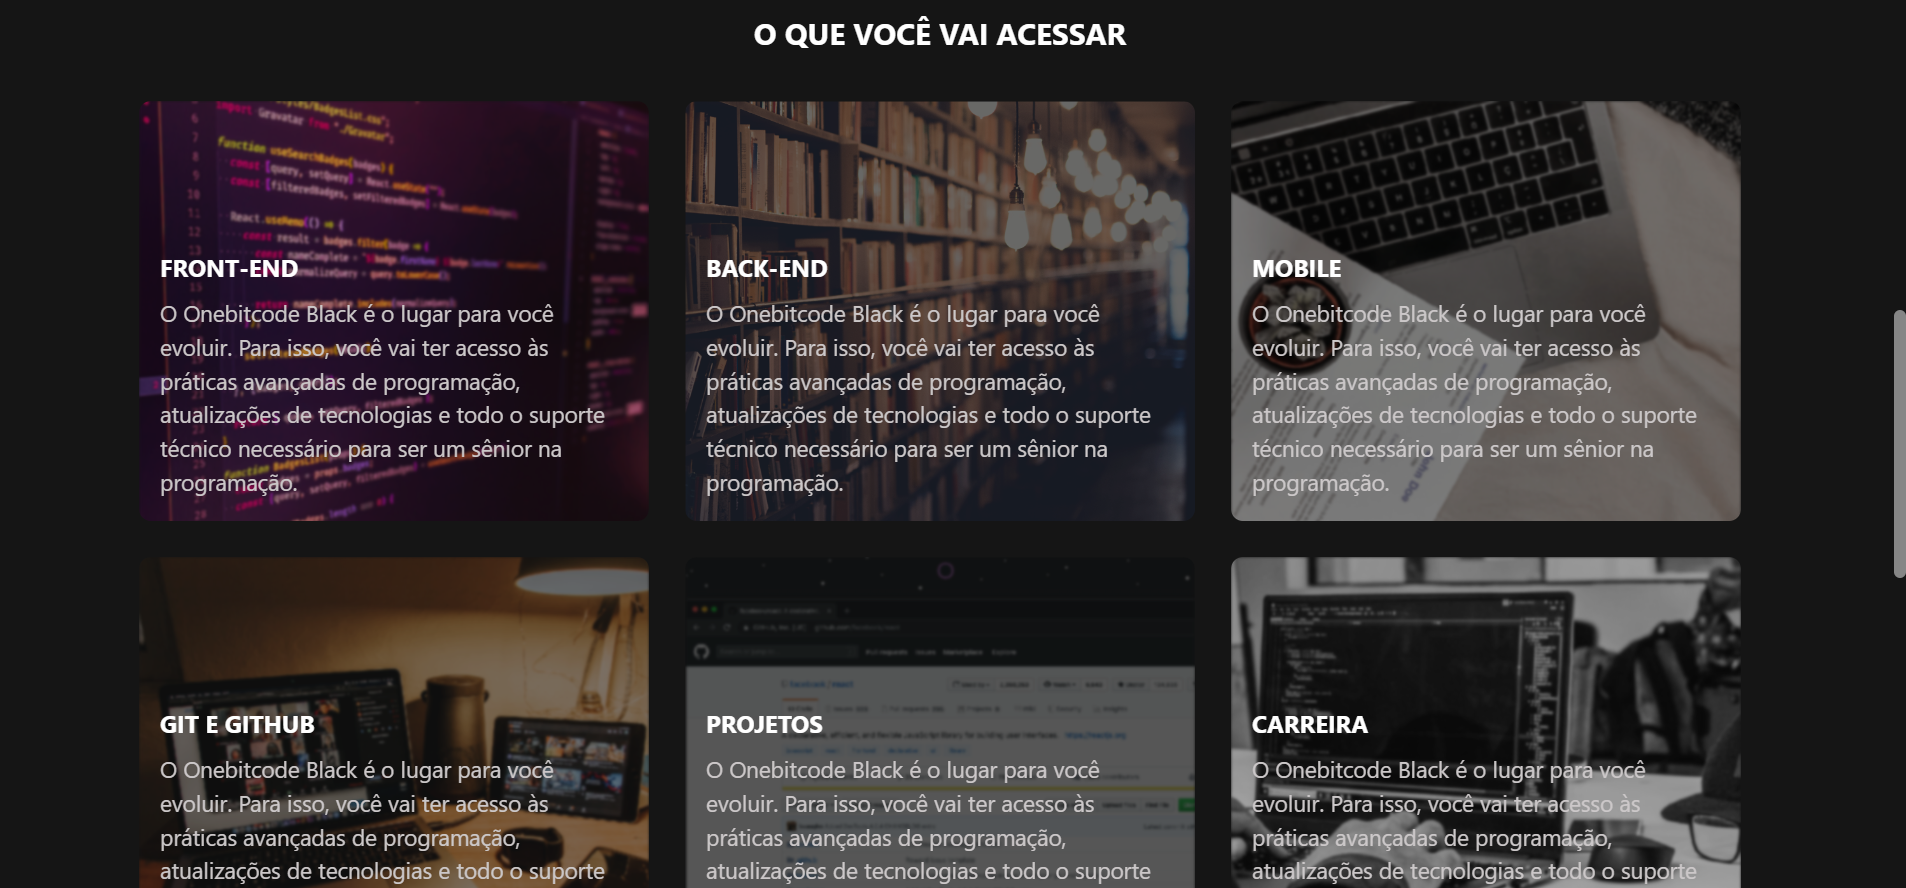 O QUE VOCÊ VAI ACESSAR
FRONT-END
O Onebitcode Black é o lugar para você
evoluir. Para isso, você vai ter acesso às
práticas avançadas de programação,
atualizações de tecnologias e todo o suporte
técnico necessário para ser um sênior na
programação.
BACK-END
O Onebitcode Black é o lugar para você
evoluir. Para isso, você vai ter acesso às
práticas avançadas de programação,
atualizações de tecnologias e todo o suporte
técnico necessário para ser um sênior na
programação.
MOBILE
O Onebitcode Black é o lugar para você
evoluir. Para isso, você vai ter acesso às
práticas avançadas de programação,
atualizações de tecnologias e todo o suporte
técnico necessário para ser um sênior na
programação.
GIT E GITHUB
O Onebitcode Black é o lugar para você
evoluir. Para isso, você vai ter acesso às
práticas avançadas de programação,
atualizações de tecnologias e todo o suporte
PROJETOS
O Onebitcode Black é o lugar para você
evoluir. Para isso, você vai ter acesso às
práticas avançadas de programação,
atualizações de tecnologias e todo o suporte
CARREIRA
O Onebitcode Black é o lugar para você
evoluir. Para isso, você vai ter acesso às
práticas avançadas de programação,
atualizações de tecnologias e todo o suporte